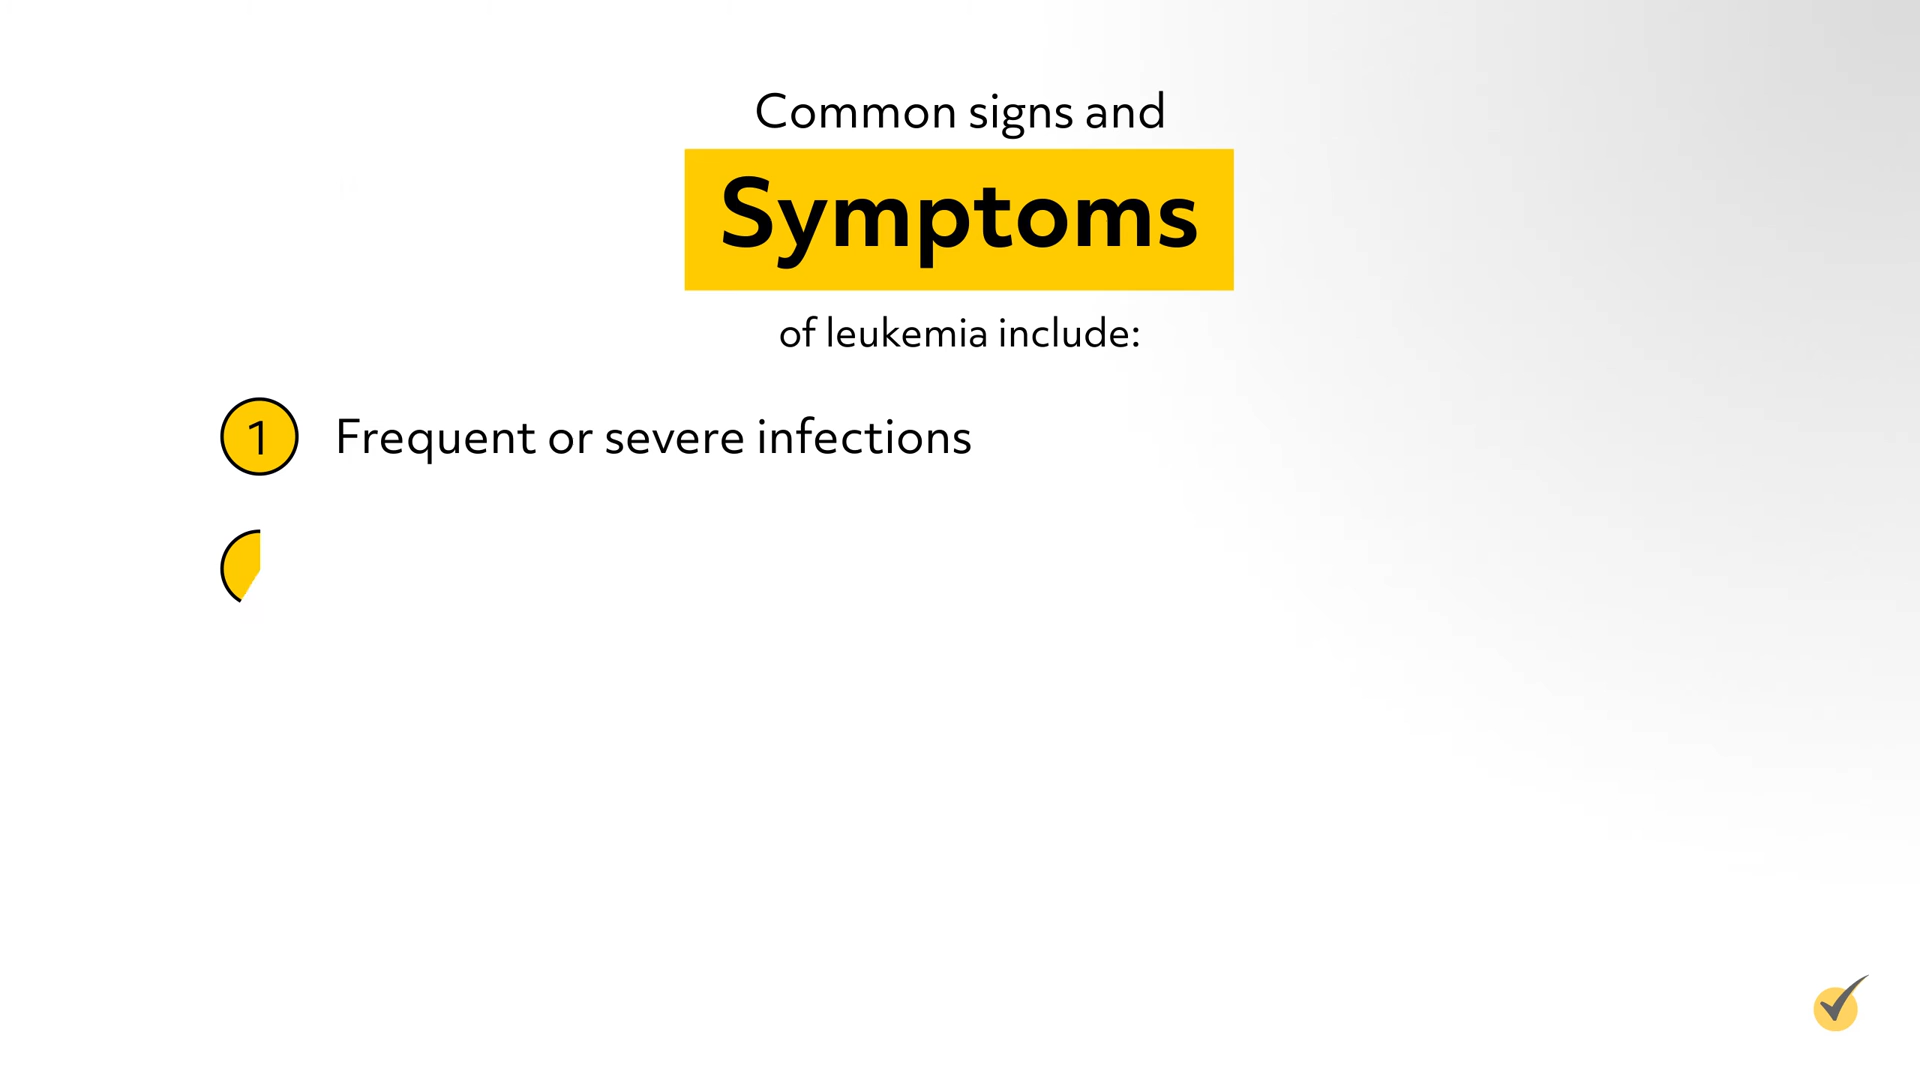 Common signs and
Symptoms
of leukemia include:
1 Frequent or severe infections